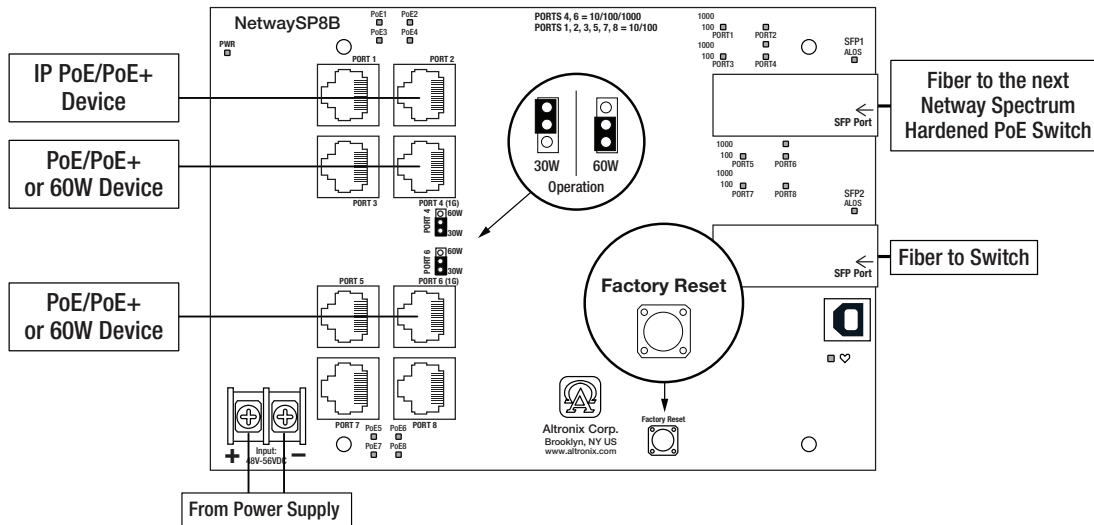 NetwaySP8B
PoE1 PoE2
PoE3 PoE4
PORTS 4, 6 = 10/100/1000
PORTS 1, 2, 3, 5, 7, 8 = 10/100
PWR
IP PoE/PoE+
Device
PoE/PoE+
or 60W Device
PoE/PoE+
or 60W Device
PORT 1
PORT 2
PORT 3
PORT 4 (1G)
PORT 4
60W
30W
PORT 6
60W
30W
PORT 5
PORT 6 (1G)
PORT 7
PORT 8
PoE5 PoE6
PoE7 PoE8
30W
60W
Operation
1000
100
PORT1
PORT2
1000
100
PORT3
PORT4
SFP1
ALOS
SFP Port
Fiber to the next
Netway Spectrum
Hardened PoE Switch
1000
100
PORT5
PORT6
1000
100
PORT7
PORT8
SFP2
ALOS
SFP Port
Fiber to Switch
Factory Reset
Factory Reset
Altronix Corp.
Brooklyn, NY US
www.altronix.com
+ Input: –
48V-56VDC
From Power Supply